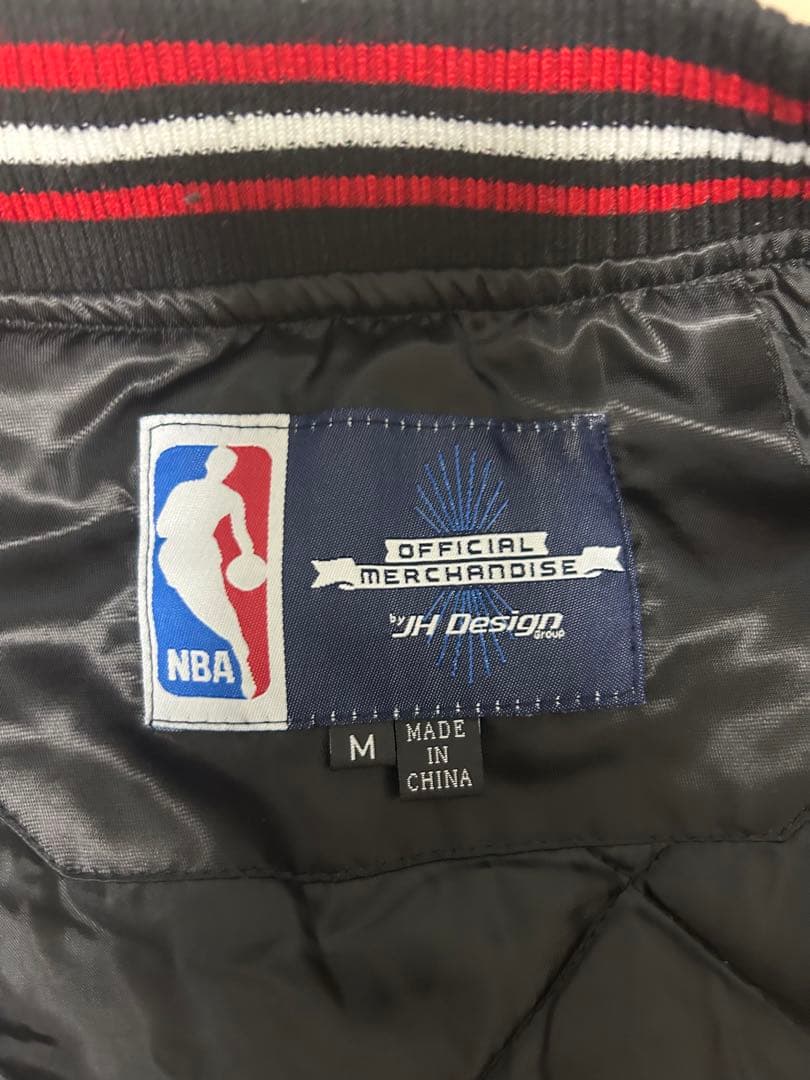 NBA
OFFICIAL
MERCHANDISE
by JH Design
Group
M
MADE
IN
CHINA